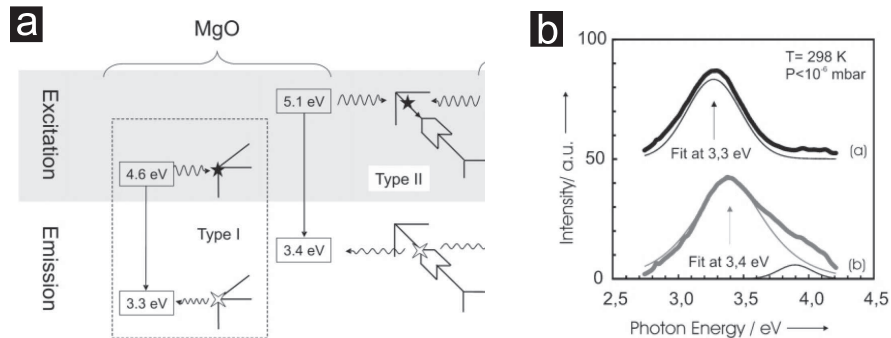 a
MgO
Excitation
5.1 eV
4.6 eV
Type II
Type I
Emission
3.4 eV
3.3 eV
b
100
50
0
Intensity/ a.u.
T= 298 K
P<10⁻⁶ mbar
(a)
Fit at 3,3 eV
Fit at 3,4 eV
(b)
2,5 3,0 3,5 4,0 4,5
Photon Energy / eV